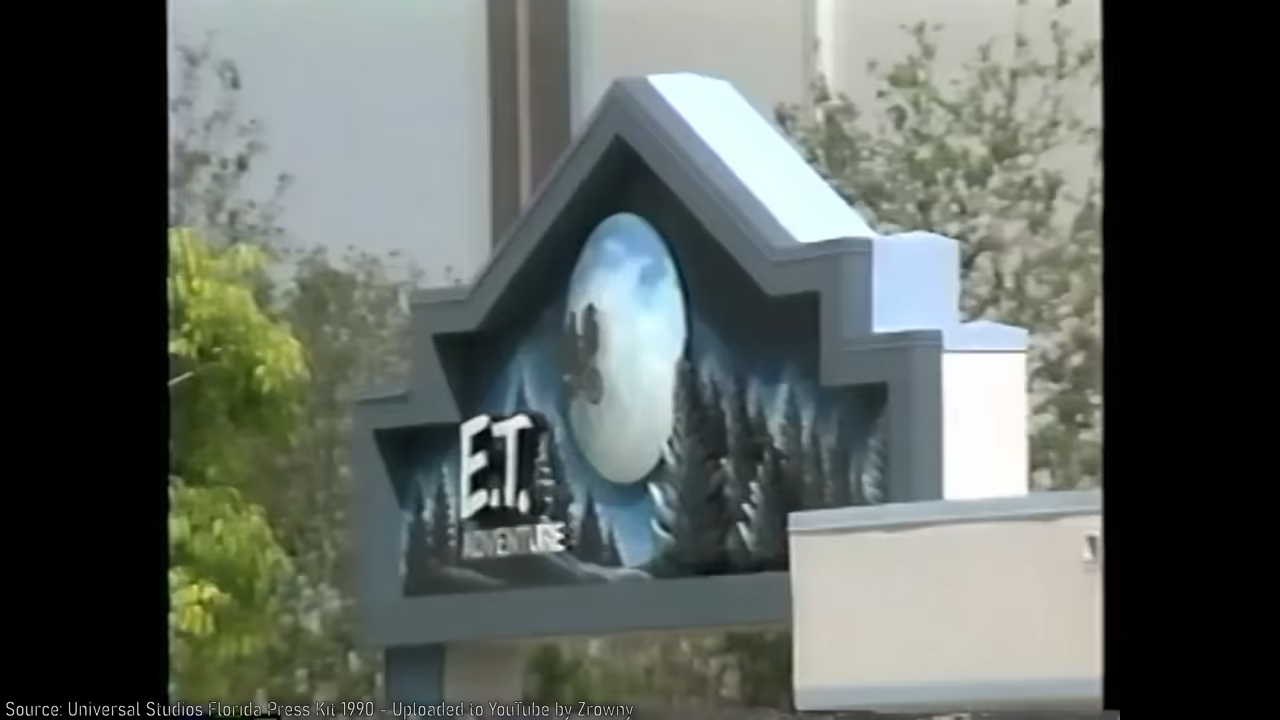 E.T.
ADVENTURE
Source: Universal Studios Florida Press Kit 1990 - Uploaded to YouTube by Zrowny